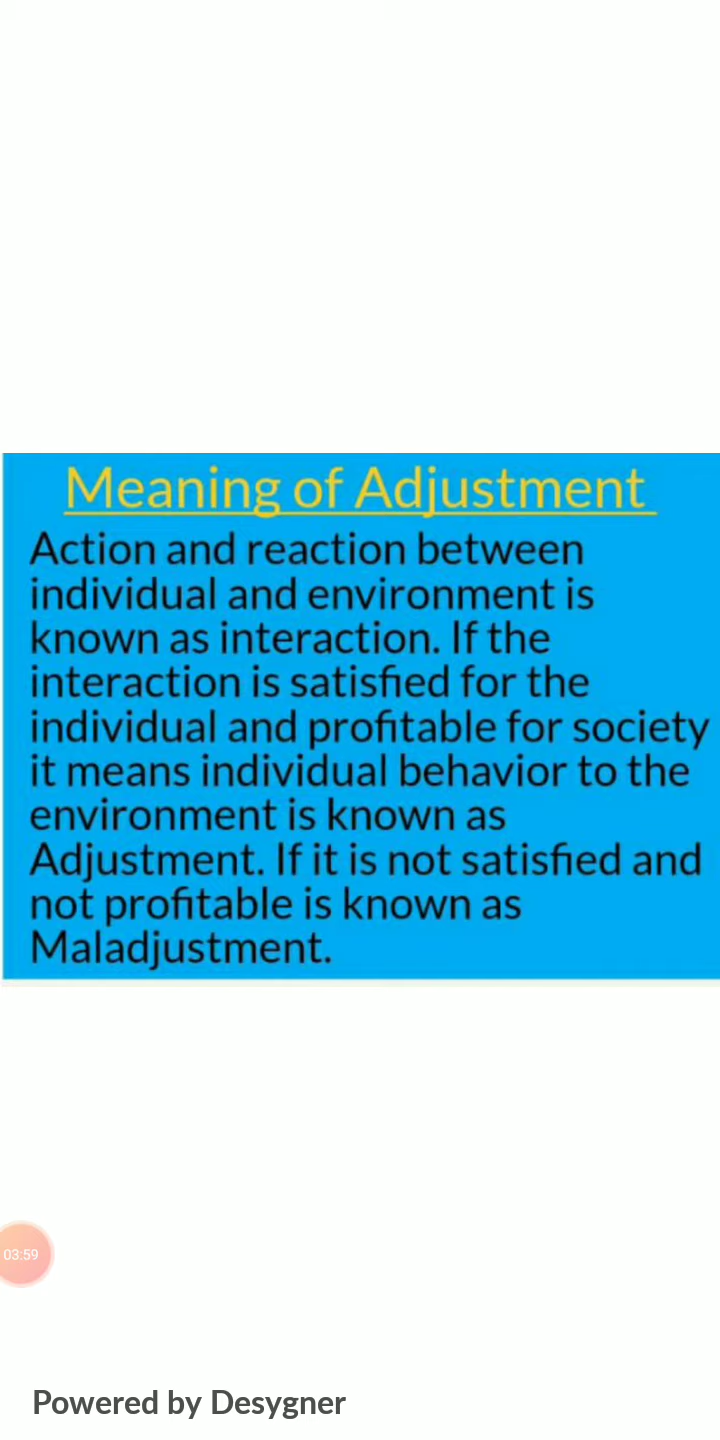 Meaning of Adjustment
Action and reaction between
individual and environment is
known as interaction. If the
interaction is satisfied for the
individual and profitable for society
it means individual behavior to the
environment is known as
Adjustment. If it is not satisfied and
not profitable is known as
Maladjustment.
03:59
Powered by Desygner